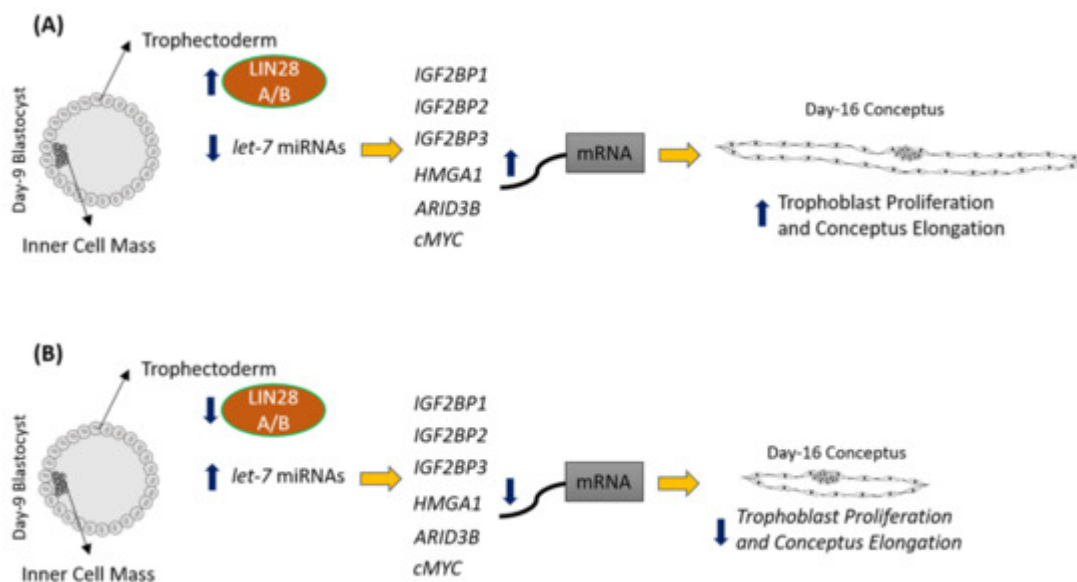 (A)
Trophectoderm
Day-9 Blastocyst
Inner Cell Mass
LIN28
A/B
let-7 miRNAs
IGF2BP1
IGF2BP2
IGF2BP3
HMGA1
ARID3B
cMYC
mRNA
Day-16 Conceptus
Trophoblast Proliferation
and Conceptus Elongation
(B)
Trophectoderm
Day-9 Blastocyst
Inner Cell Mass
LIN28
A/B
let-7 miRNAs
IGF2BP1
IGF2BP2
IGF2BP3
HMGA1
ARID3B
cMYC
mRNA
Day-16 Conceptus
Trophoblast Proliferation
and Conceptus Elongation